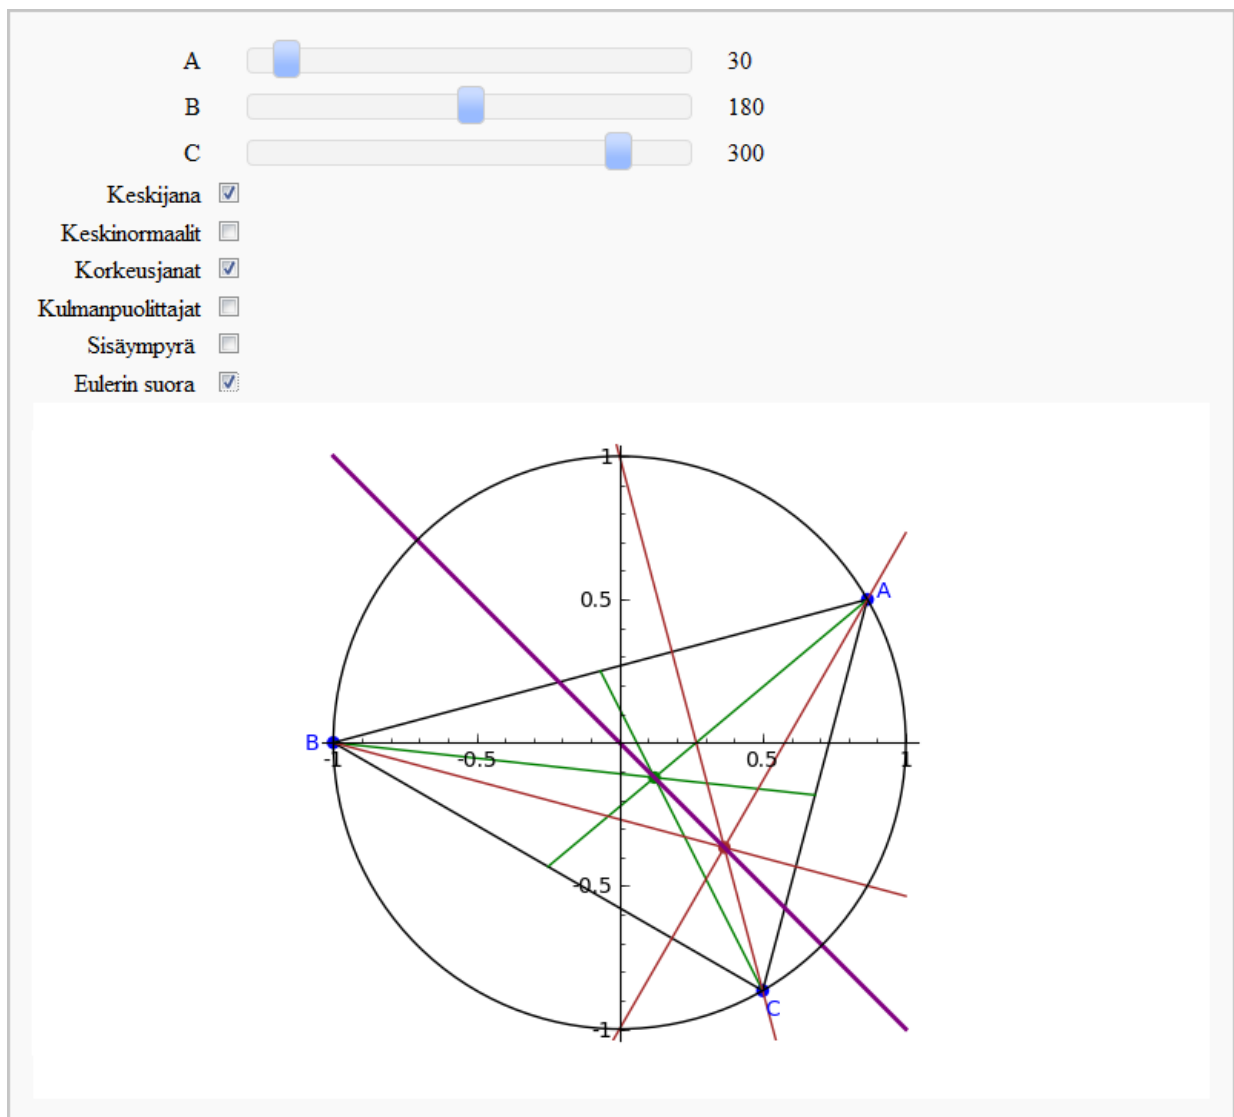 A 30
B 180
C 300
Keskijana
Keskinormaalit
Korkeusjanat
Kulmanpuolittajat
Sisäympyrä
Eulerin suora
1
0.5
A
B
-1
-0.5
0.5
1
-0.5
C
-1